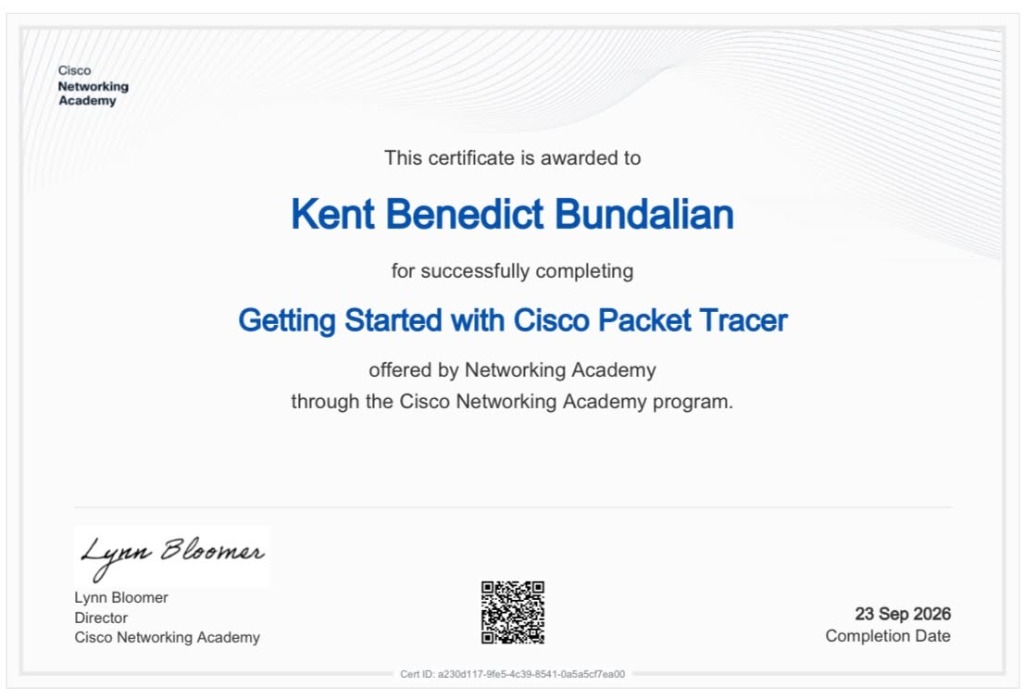 Cisco
Networking
Academy
This certificate is awarded to
Kent Benedict Bundalian
for successfully completing
Getting Started with Cisco Packet Tracer
offered by Networking Academy
through the Cisco Networking Academy program.
Lynn Bloomer
Lynn Bloomer
Director
Cisco Networking Academy
23 Sep 2026
Completion Date
Cert ID: a230d117-9fe5-4c39-8541-0a5a5cf7ea00